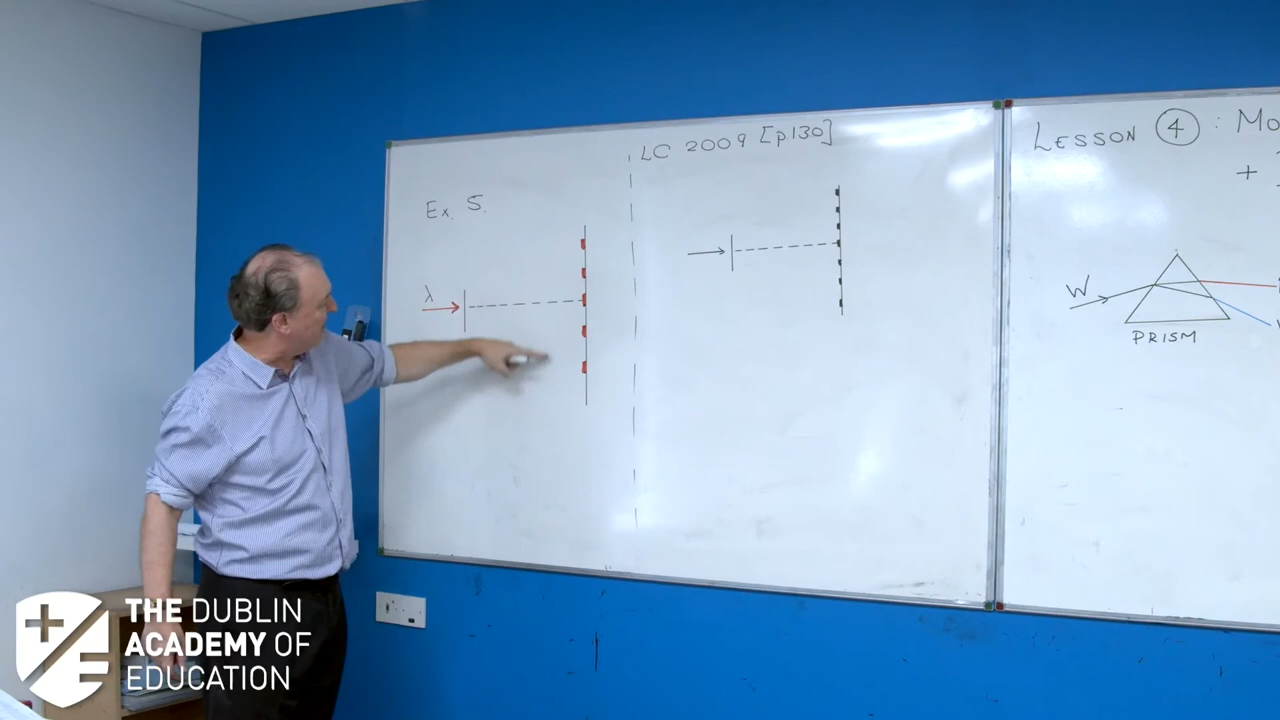 LC 2009 [p130]
Ex. 5.
λ
LESSON 4 : Mo
+
W
PRISM
THE DUBLIN
ACADEMY OF
EDUCATION